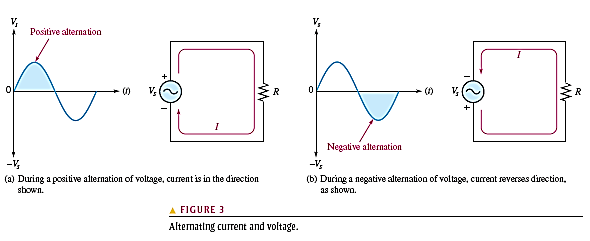 Vs
Positive alternation
0
(t)
–Vs
+
Vs
–
R
I
(a) During a positive alternation of voltage, current is in the direction
shown.
Vs
0
(t)
Negative alternation
–Vs
I
–
Vs
+
R
(b) During a negative alternation of voltage, current reverses direction,
as shown.
▲ FIGURE 3
Alternating current and voltage.